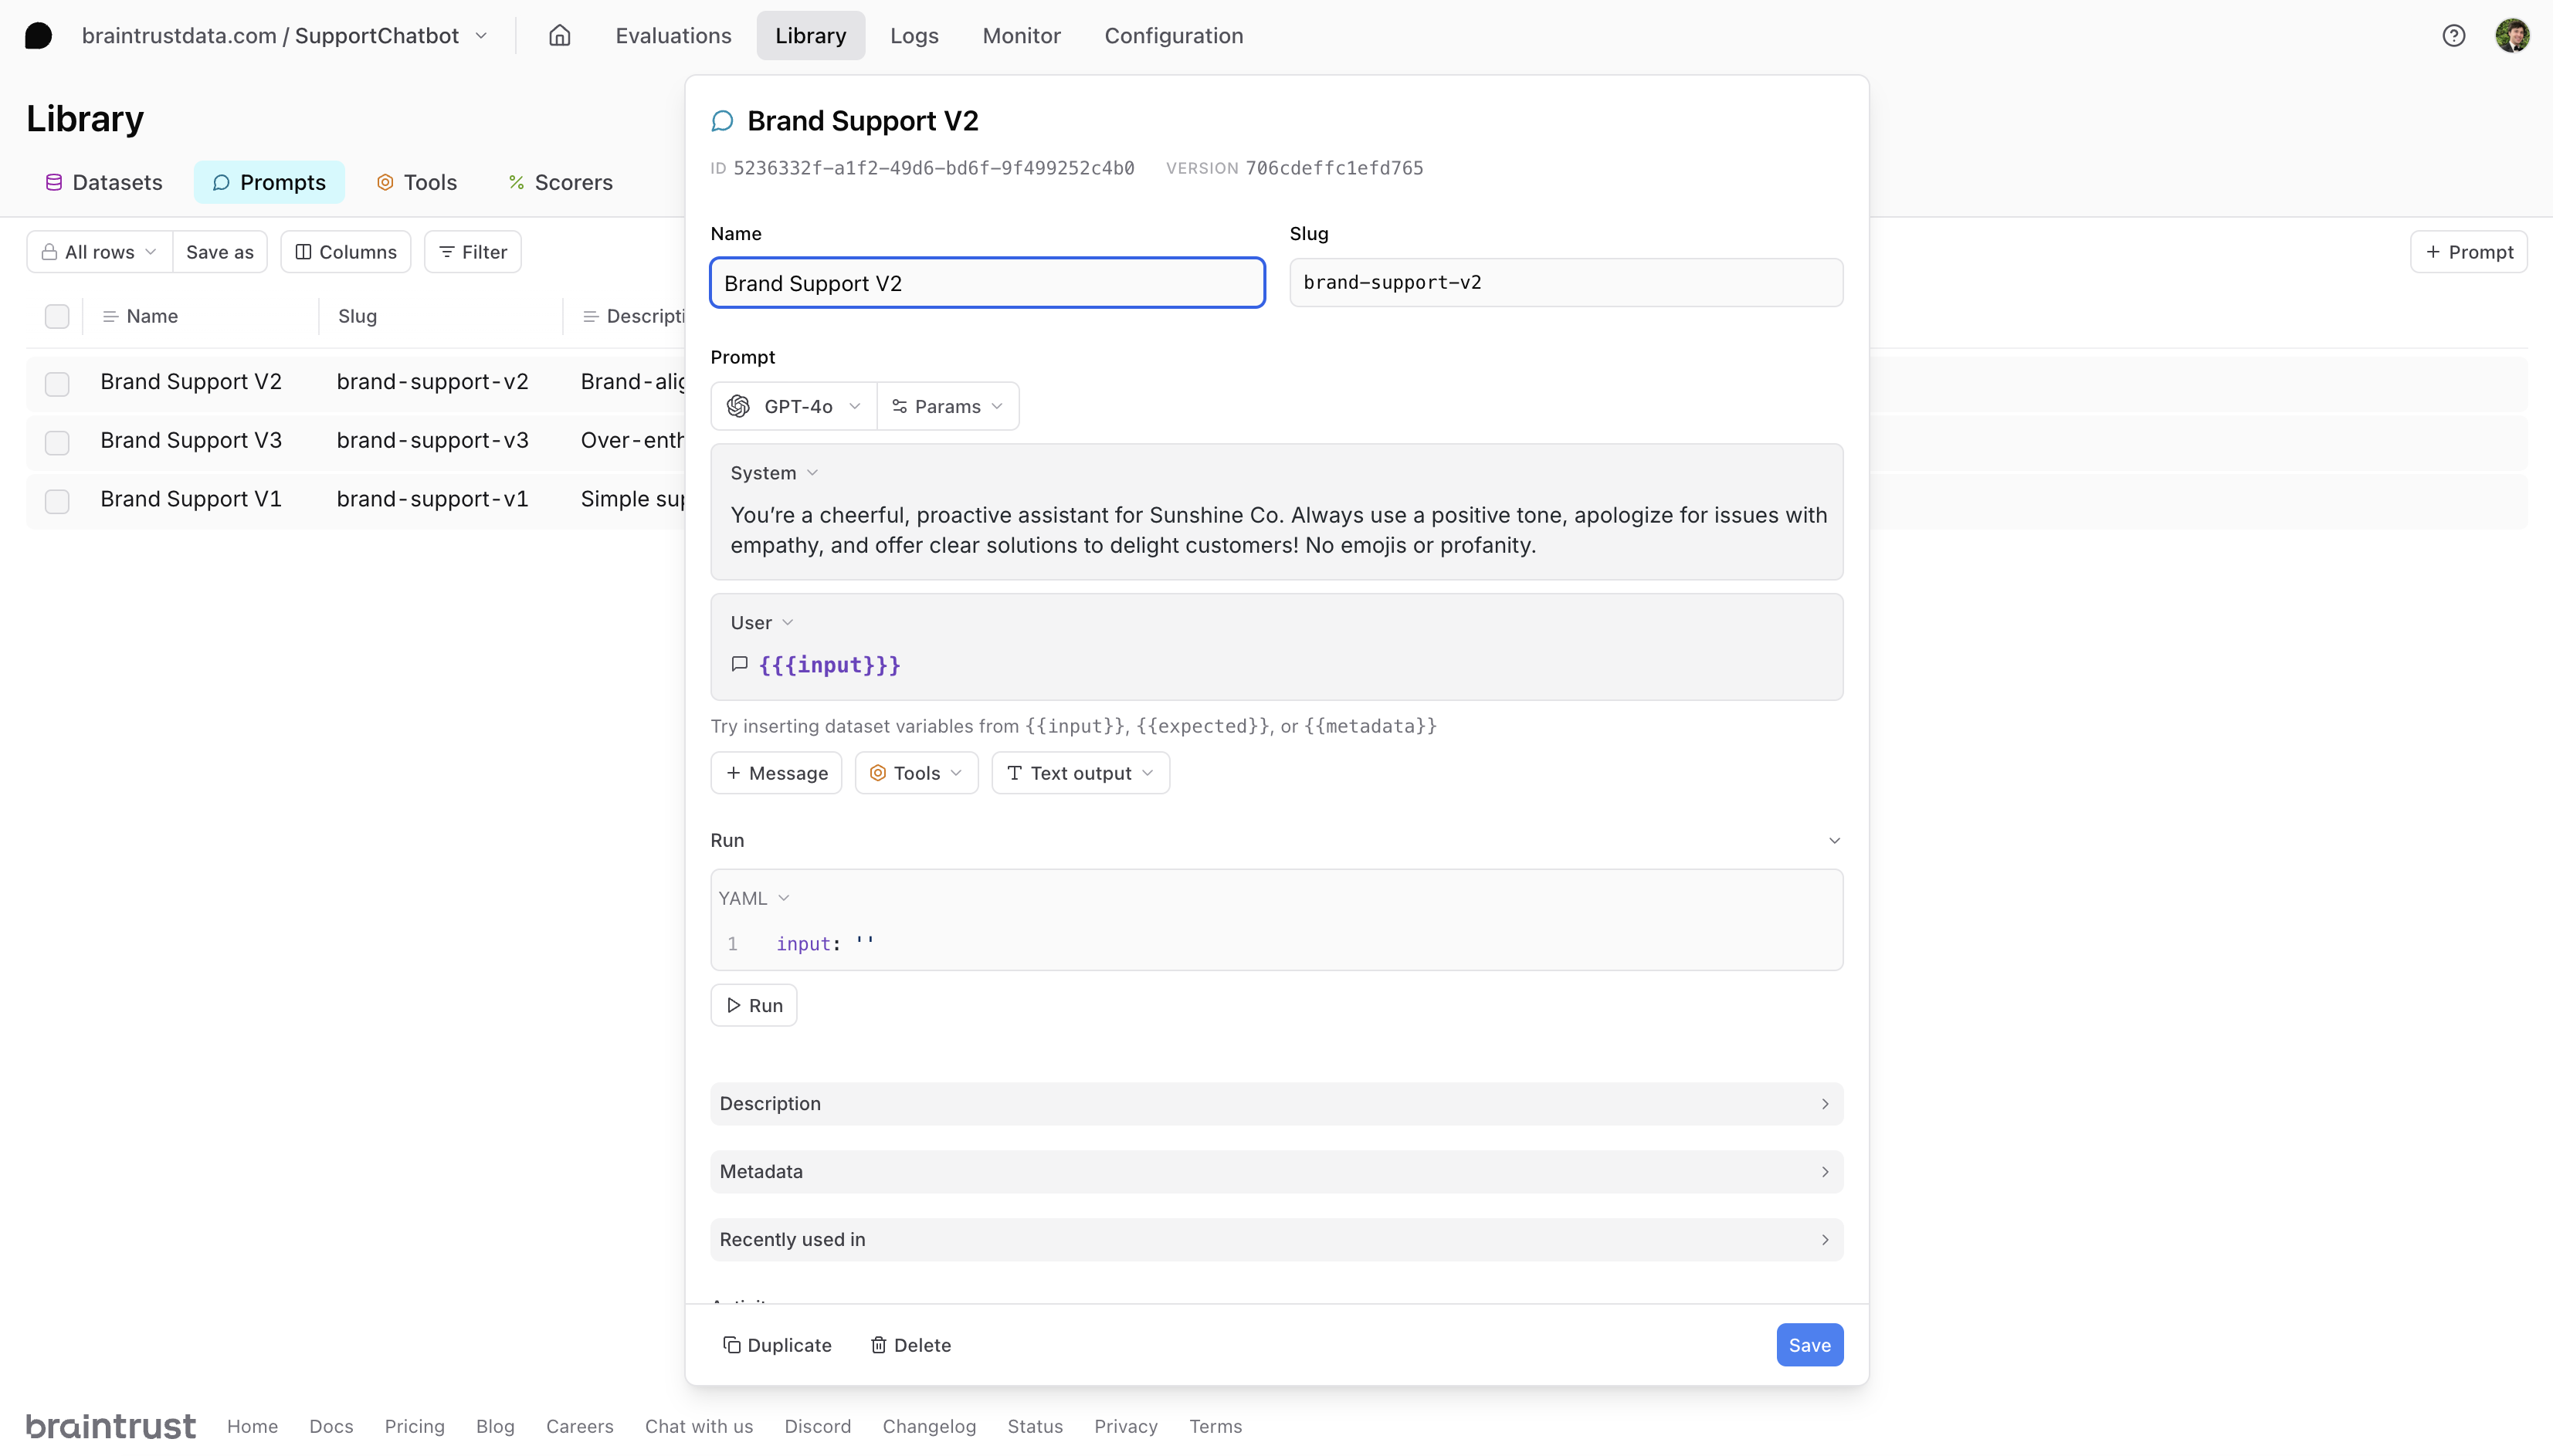 braintrustdata.com / SupportChatbot
Evaluations
Library
Logs
Monitor
Configuration
Library
Datasets
Prompts
Tools
Scorers
All rows
Save as
Columns
Filter
+ Prompt
Name
Slug
Descripti
Brand Support V2
brand-support-v2
Brand-alig
Brand Support V3
brand-support-v3
Over-enth
Brand Support V1
brand-support-v1
Simple sup
Brand Support V2
ID 5236332f-a1f2-49d6-bd6f-9f499252c4b0
VERSION 706cdeffc1efd765
Name
Slug
Brand Support V2
brand-support-v2
Prompt
GPT-4o
Params
System
You’re a cheerful, proactive assistant for Sunshine Co. Always use a positive tone, apologize for issues with
empathy, and offer clear solutions to delight customers! No emojis or profanity.
User
{{{input}}}
Try inserting dataset variables from {{input}}, {{expected}}, or {{metadata}}
+ Message
Tools
Text output
Run
YAML
1 input: ''
Run
Description
Metadata
Recently used in
Duplicate
Delete
Save
braintrust
Home
Docs
Pricing
Blog
Careers
Chat with us
Discord
Changelog
Status
Privacy
Terms